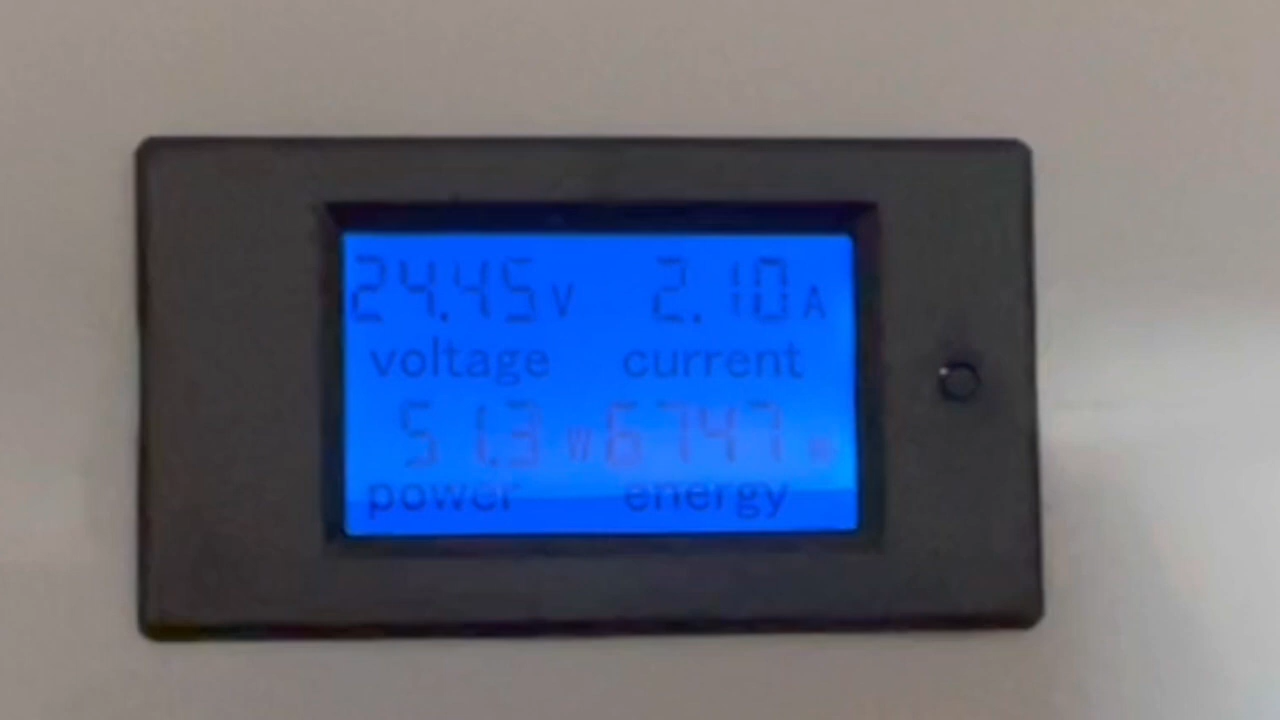 24.45V 2.10A
voltage current
51.3W 6747
power energy